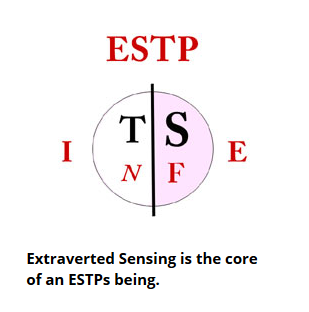 ESTP
T S
I E
N F
Extraverted Sensing is the core
of an ESTPs being.